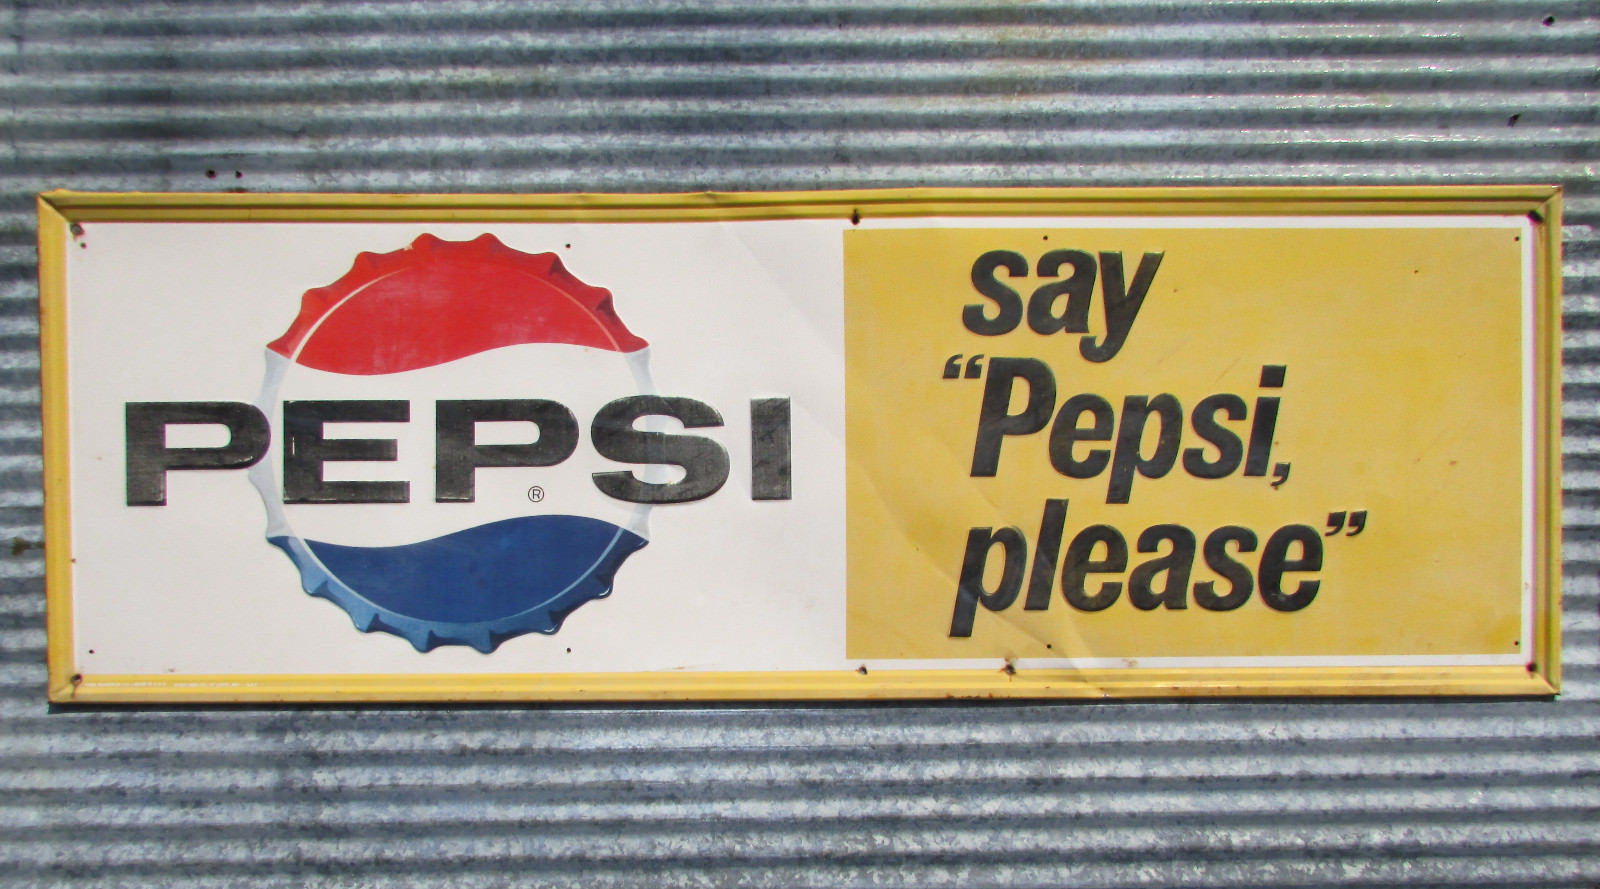 PEPSI
®
say
“Pepsi,
please”